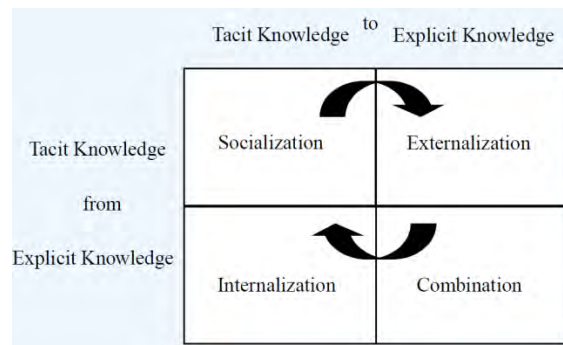 Tacit Knowledge to Explicit Knowledge
Socialization Externalization
Tacit Knowledge
from
Explicit Knowledge
Internalization Combination